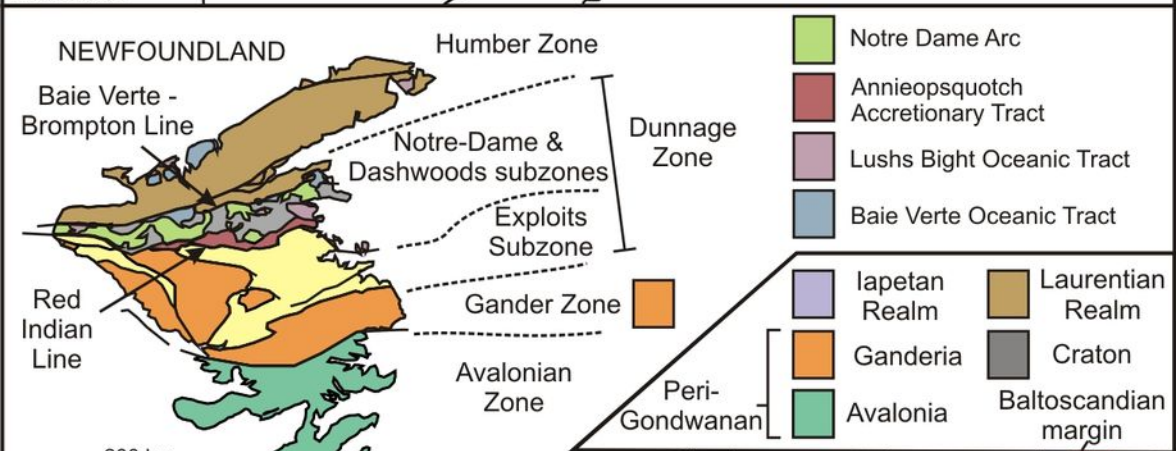 NEWFOUNDLAND
Humber Zone
Baie Verte -
Brompton Line
Notre-Dame &
Dashwoods subzones
Dunnage
Zone
Exploits
Subzone
Red
Indian
Line
Gander Zone
Avalonian
Zone
Notre Dame Arc
Annieopsquotch
Accretionary Tract
Lushs Bight Oceanic Tract
Baie Verte Oceanic Tract
Iapetan
Realm
Laurentian
Realm
Ganderia
Craton
Peri-
Gondwanan
Avalonia
Baltoscandian
margin